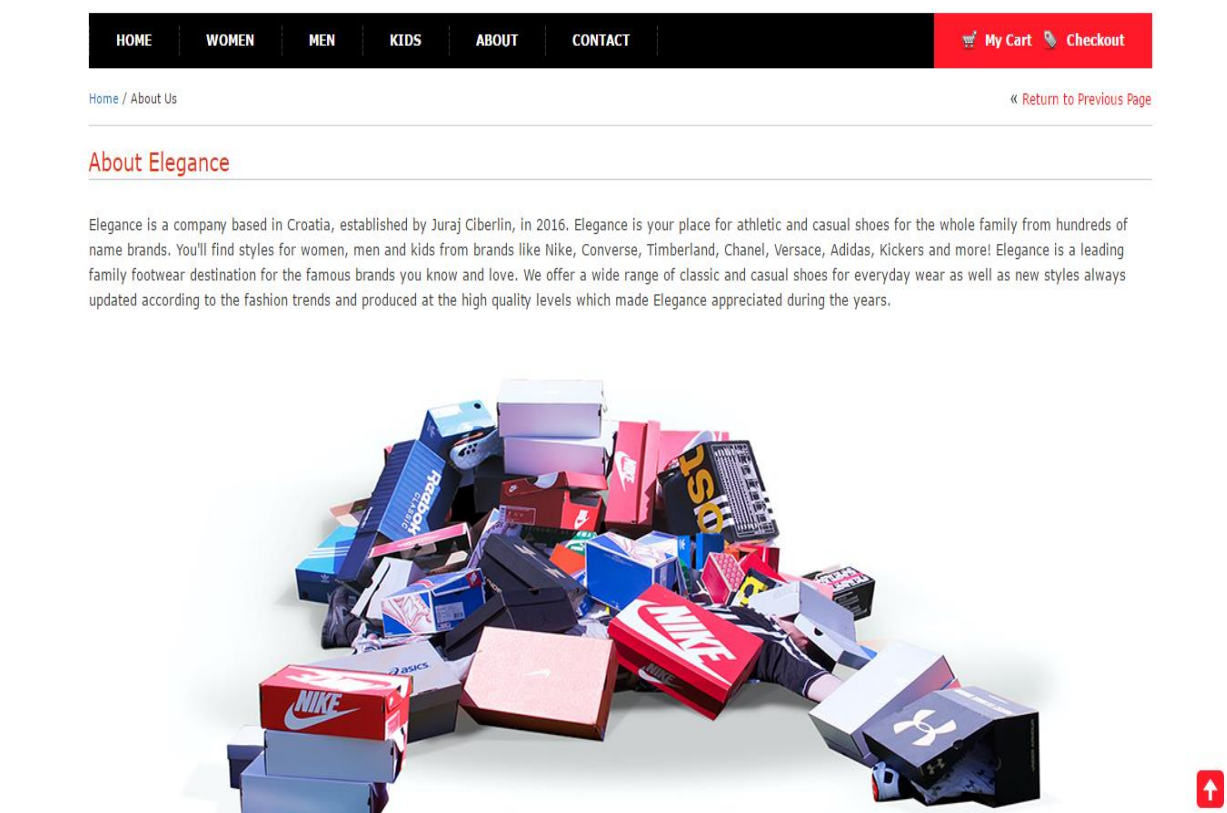 HOME WOMEN MEN KIDS ABOUT CONTACT My Cart Checkout
Home / About Us « Return to Previous Page
About Elegance
Elegance is a company based in Croatia, established by Juraj Ciberlin, in 2016. Elegance is your place for athletic and casual shoes for the whole family from hundreds of
name brands. You'll find styles for women, men and kids from brands like Nike, Converse, Timberland, Chanel, Versace, Adidas, Kickers and more! Elegance is a leading
family footwear destination for the famous brands you know and love. We offer a wide range of classic and casual shoes for everyday wear as well as new styles always
updated according to the fashion trends and produced at the high quality levels which made Elegance appreciated during the years.
NIKE
Reebok
CLASSIC
ost
NIKE
asics
NIKE
NIKE